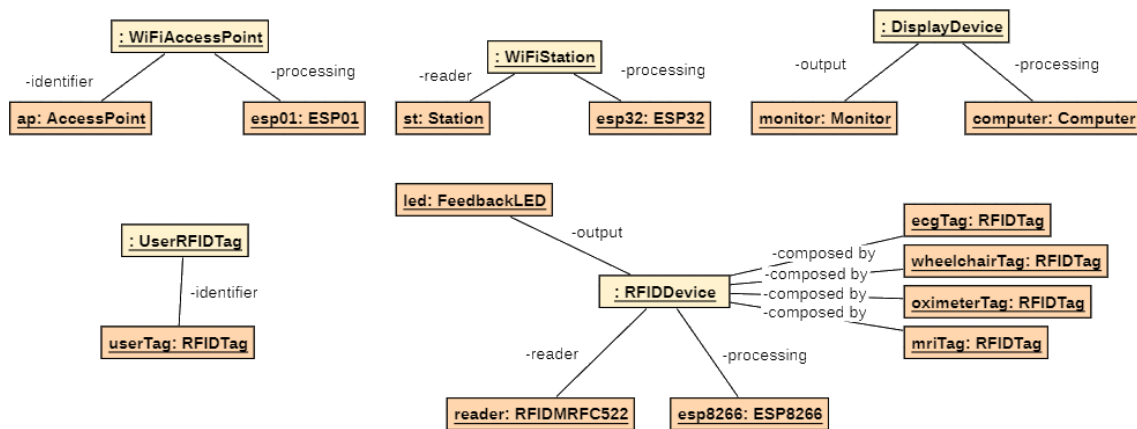 : WiFiAccessPoint
-identifier
-processing
ap: AccessPoint
esp01: ESP01
: WiFiStation
-reader
-processing
st: Station
esp32: ESP32
: DisplayDevice
-output
-processing
monitor: Monitor
computer: Computer
: UserRFIDTag
-identifier
userTag: RFIDTag
led: FeedbackLED
-output
: RFIDDevice
-composed by
-composed by
-composed by
-composed by
ecgTag: RFIDTag
wheelchairTag: RFIDTag
oximeterTag: RFIDTag
mriTag: RFIDTag
-reader
-processing
reader: RFIDMRFC522
esp8266: ESP8266